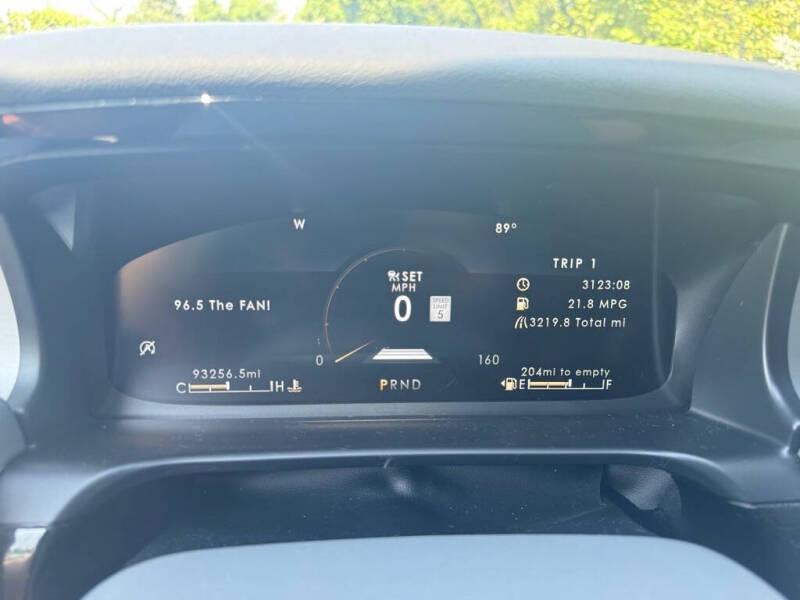 W
89°
TRIP 1
SET
MPH
0
SPEED
LIMIT
5
96.5 The FAN!
3123:08
21.8 MPG
3219.8 Total mi
0
160
93256.5mi
C H
PRND
204mi to empty
E F